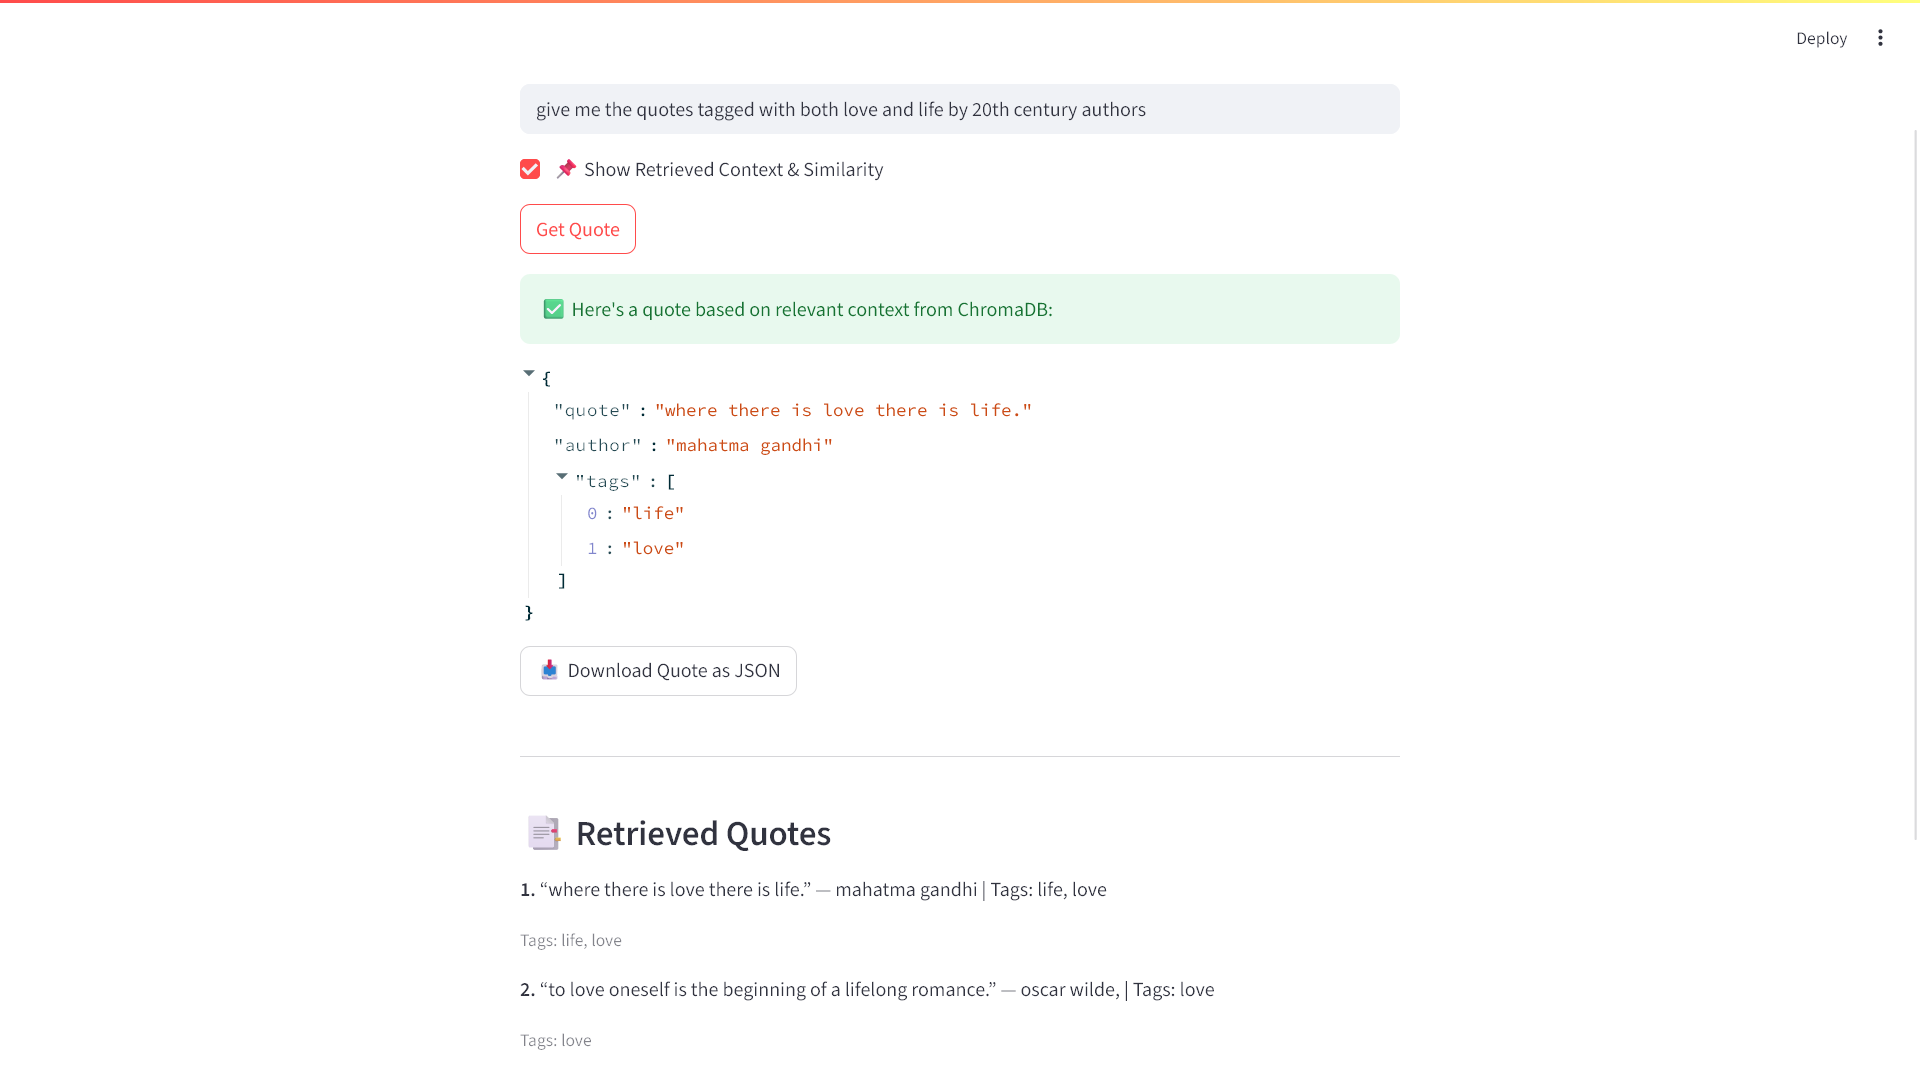 Deploy
give me the quotes tagged with both love and life by 20th century authors
Show Retrieved Context & Similarity
Get Quote
Here's a quote based on relevant context from ChromaDB:
{
"quote" : "where there is love there is life."
"author" : "mahatma gandhi"
"tags" : [
0 : "life"
1 : "love"
]
}
Download Quote as JSON
Retrieved Quotes
1. “where there is love there is life.” — mahatma gandhi | Tags: life, love
Tags: life, love
2. “to love oneself is the beginning of a lifelong romance.” — oscar wilde, | Tags: love
Tags: love